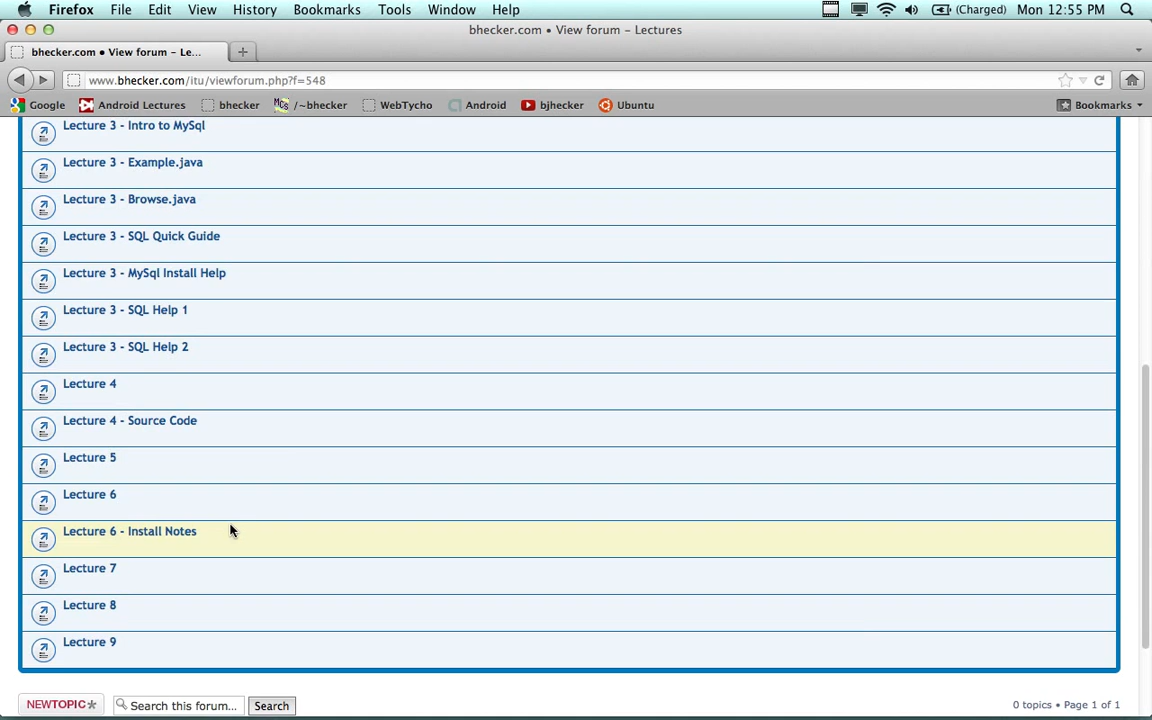 Firefox File Edit View History Bookmarks Tools Window Help (Charged) Mon 12:55 PM
bhecker.com • View forum – Lectures
bhecker.com • View forum – Le...
www.bhecker.com/itu/viewforum.php?f=548
Google Android Lectures bhecker /~bhecker WebTycho Android bjhecker Ubuntu Bookmarks
Lecture 3 - Intro to MySql
Lecture 3 - Example.java
Lecture 3 - Browse.java
Lecture 3 - SQL Quick Guide
Lecture 3 - MySql Install Help
Lecture 3 - SQL Help 1
Lecture 3 - SQL Help 2
Lecture 4
Lecture 4 - Source Code
Lecture 5
Lecture 6
Lecture 6 - Install Notes
Lecture 7
Lecture 8
Lecture 9
NEWTOPIC* Search this forum... Search 0 topics • Page 1 of 1